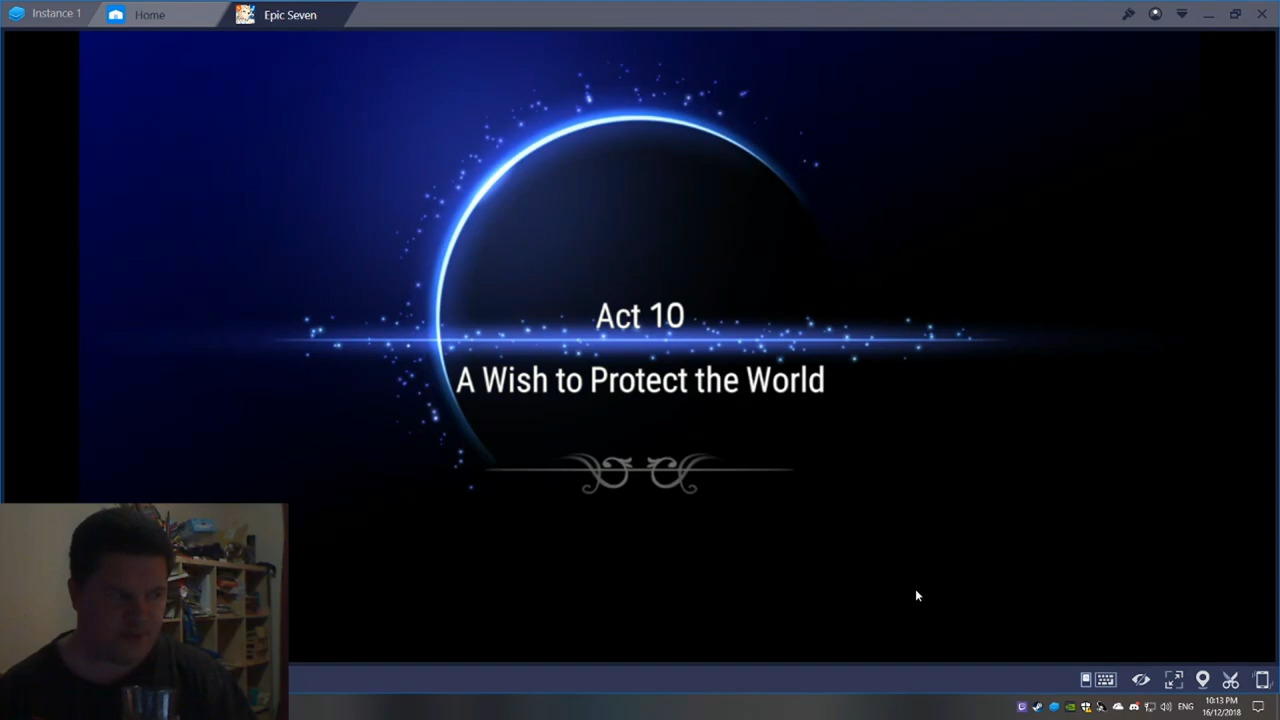 Instance 1
Home
Epic Seven
Act 10
A Wish to Protect the World
ENG
10:13 PM
16/12/2018